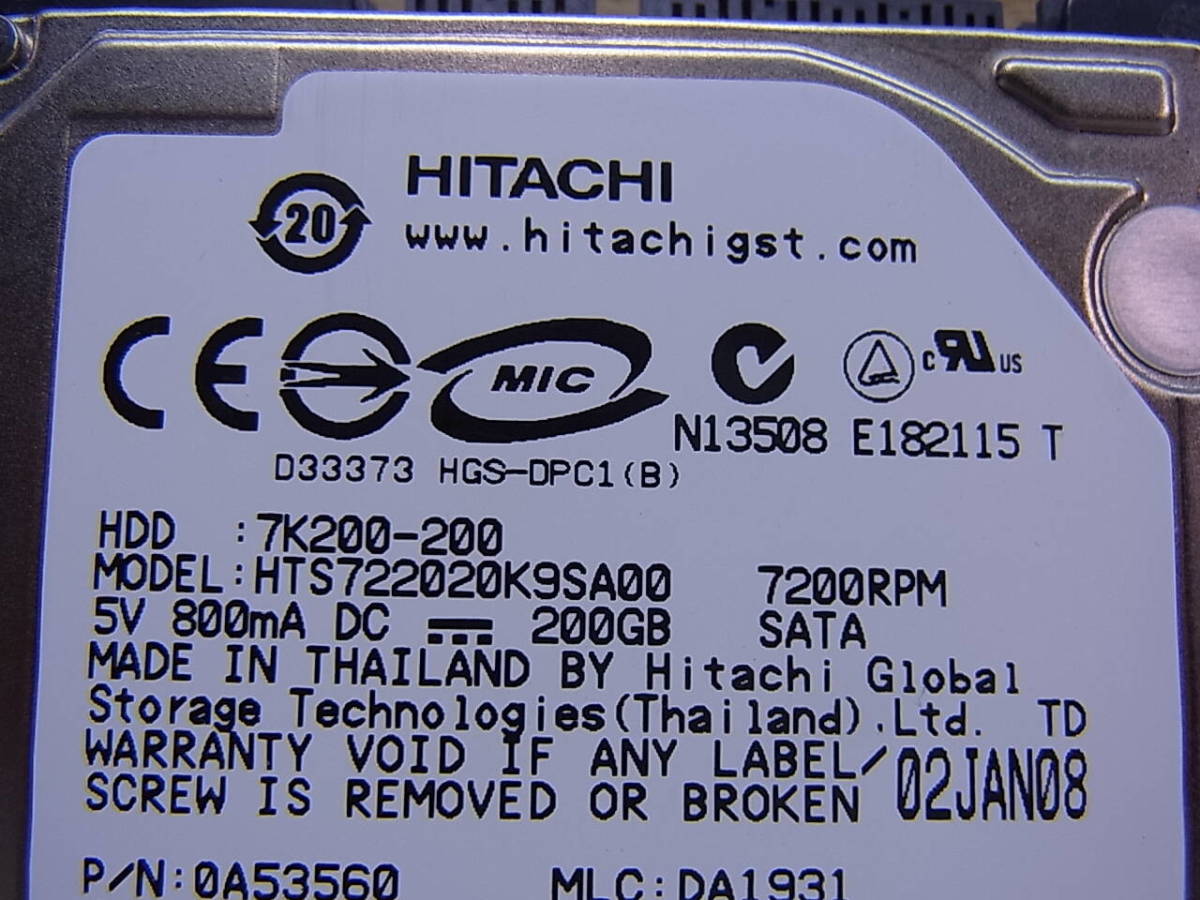 HITACHI
20
www.hitachigst.com
CE
MIC
c RU US
N13508 E182115 T
D33373 HGS-DPC1(B)
HDD :7K200-200
MODEL:HTS722020K9SA00 7200RPM
5V 800mA DC 200GB SATA
MADE IN THAILAND BY Hitachi Global
Storage Technologies(Thailand).Ltd. TD
WARRANTY VOID IF ANY LABEL/
SCREW IS REMOVED OR BROKEN 02JAN08
P/N:0A53560 MLC:DA1931